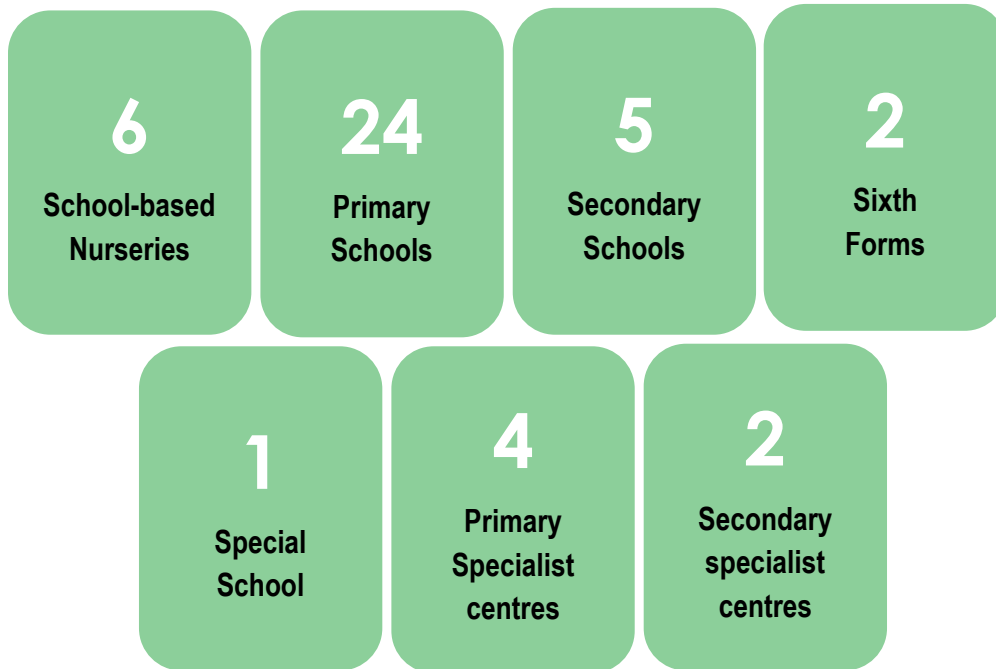 6
School-based
Nurseries
24
Primary
Schools
5
Secondary
Schools
2
Sixth
Forms
1
Special
School
4
Primary
Specialist
centres
2
Secondary
specialist
centres